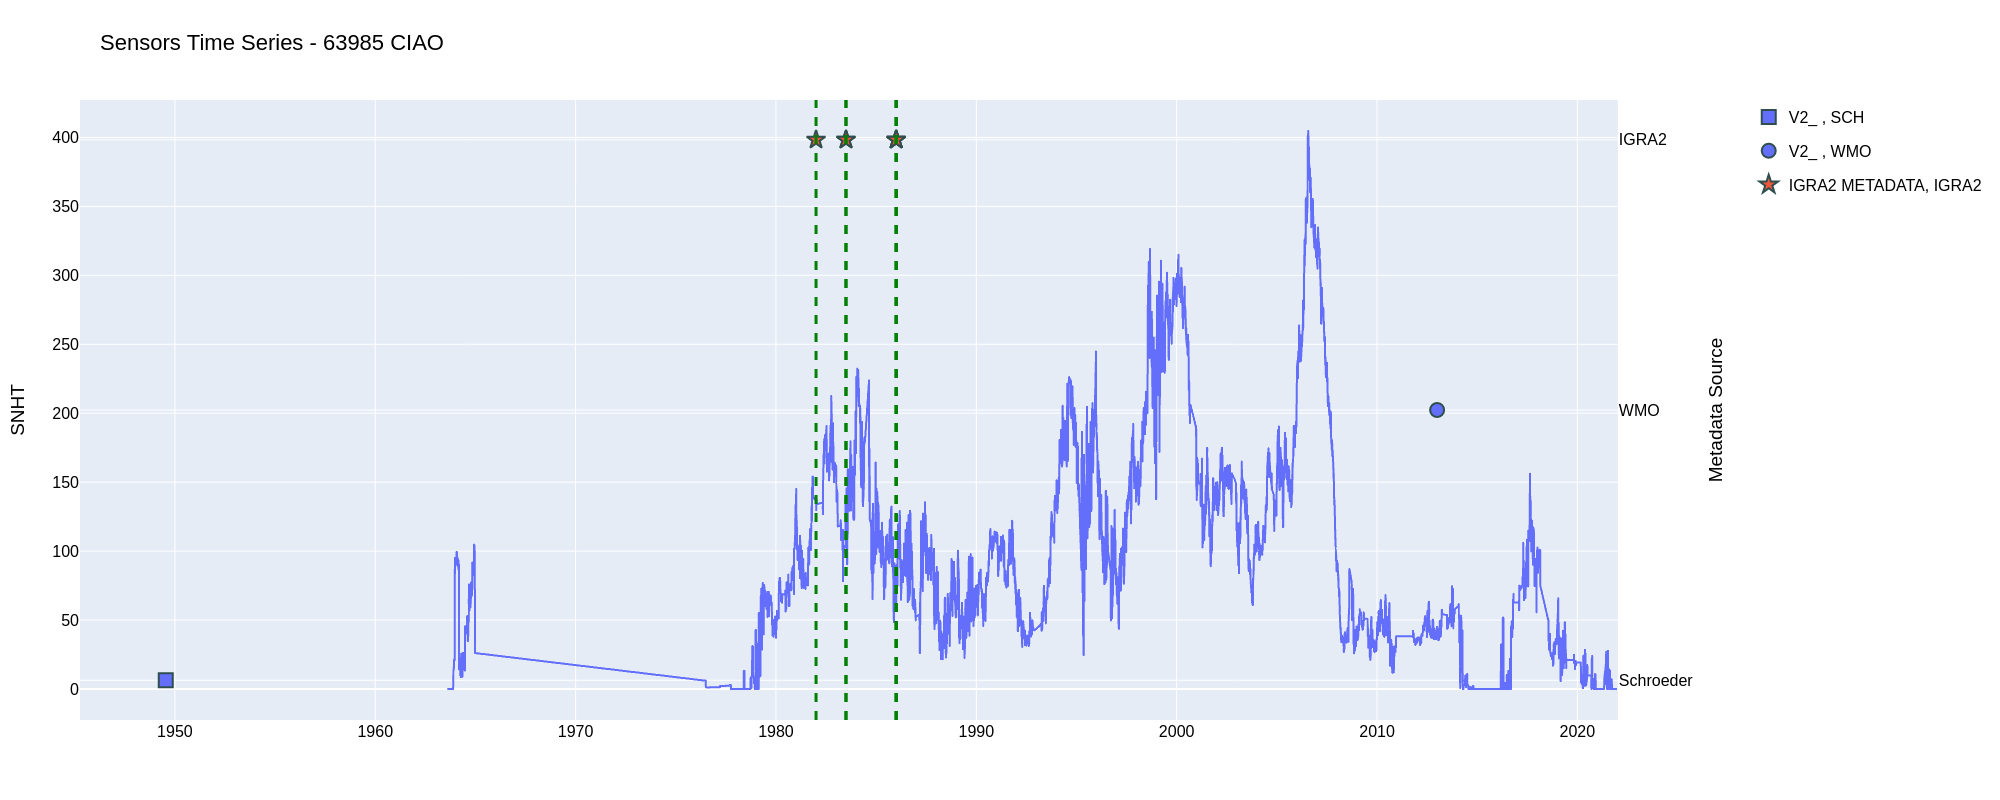 Sensors Time Series - 63985 CIAO
V2_ , SCH
V2_ , WMO
IGRA2 METADATA, IGRA2
SNHT
400
350
300
250
200
150
100
50
0
IGRA2
WMO
Schroeder
Metadata Source
1950
1960
1970
1980
1990
2000
2010
2020